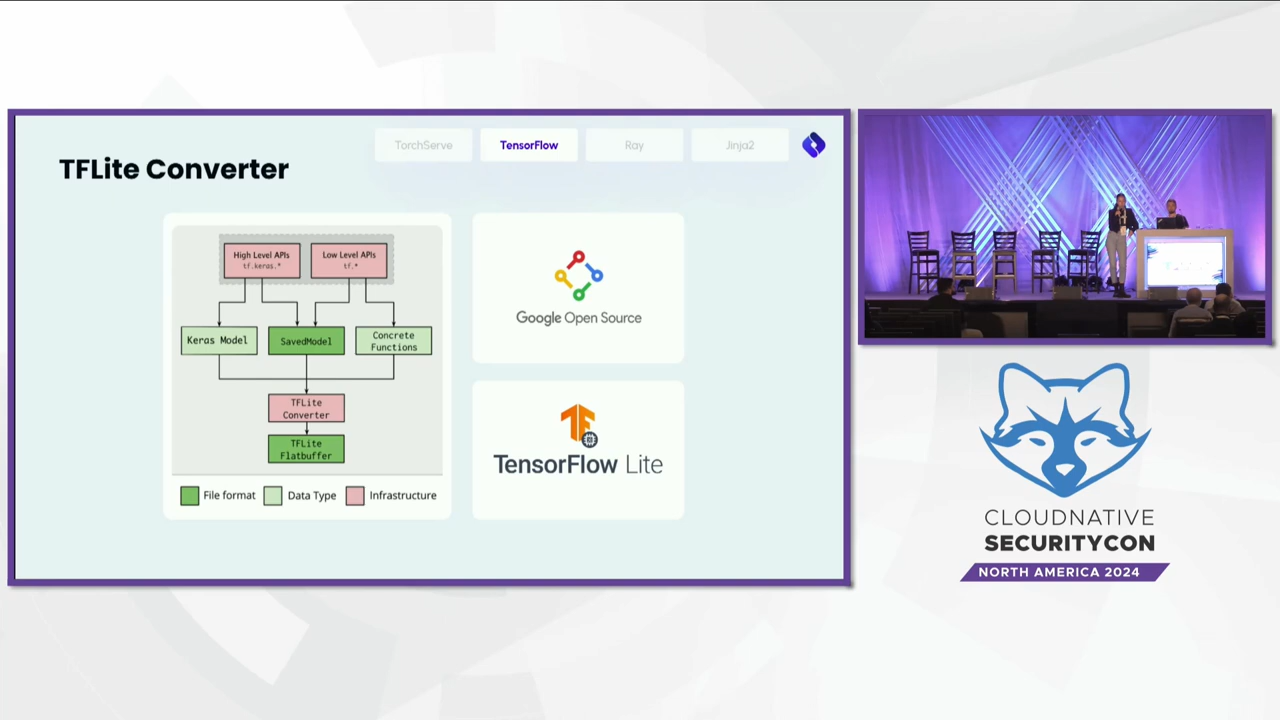 TorchServe
TensorFlow
Ray
Jinja2
TFLite Converter
High Level APIs
tf.keras.*
Low Level APIs
tf.*
Keras Model
SavedModel
Concrete
Functions
TFLite
Converter
TFLite
Flatbuffer
File format
Data Type
Infrastructure
Google Open Source
TensorFlow Lite
CLOUDNATIVE
SECURITYCON
NORTH AMERICA 2024